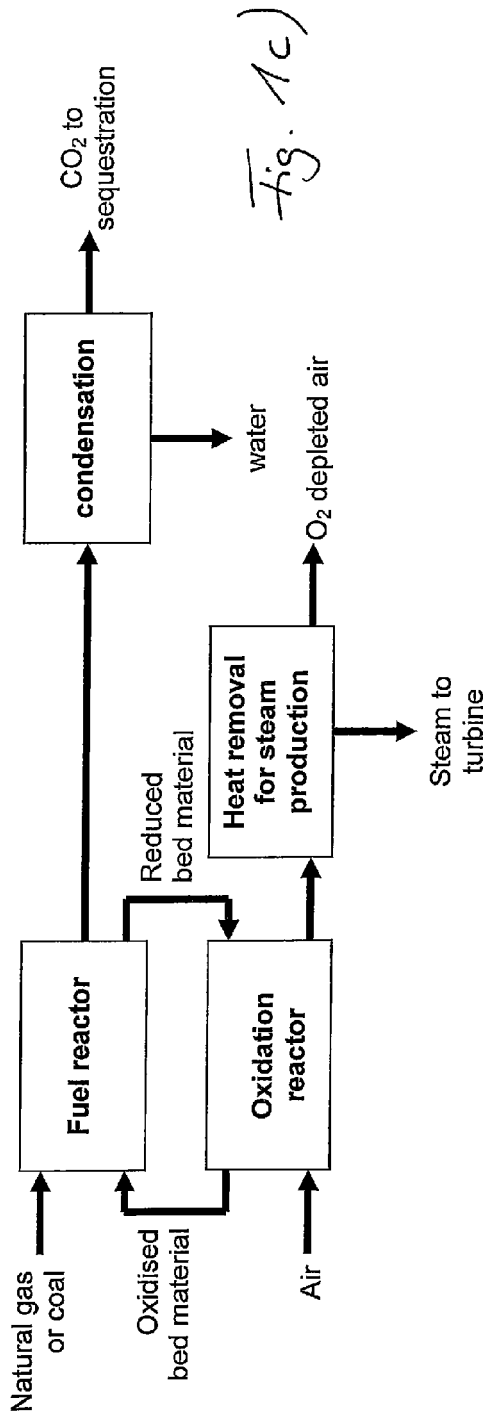 Natural gas
or coal
Fuel reactor
condensation
CO₂ to
sequestration
water
Oxidised
bed material
Reduced
bed material
Air
Oxidation
reactor
Heat removal
for steam
production
O₂ depleted air
Steam to
turbine
Fig. 1c)